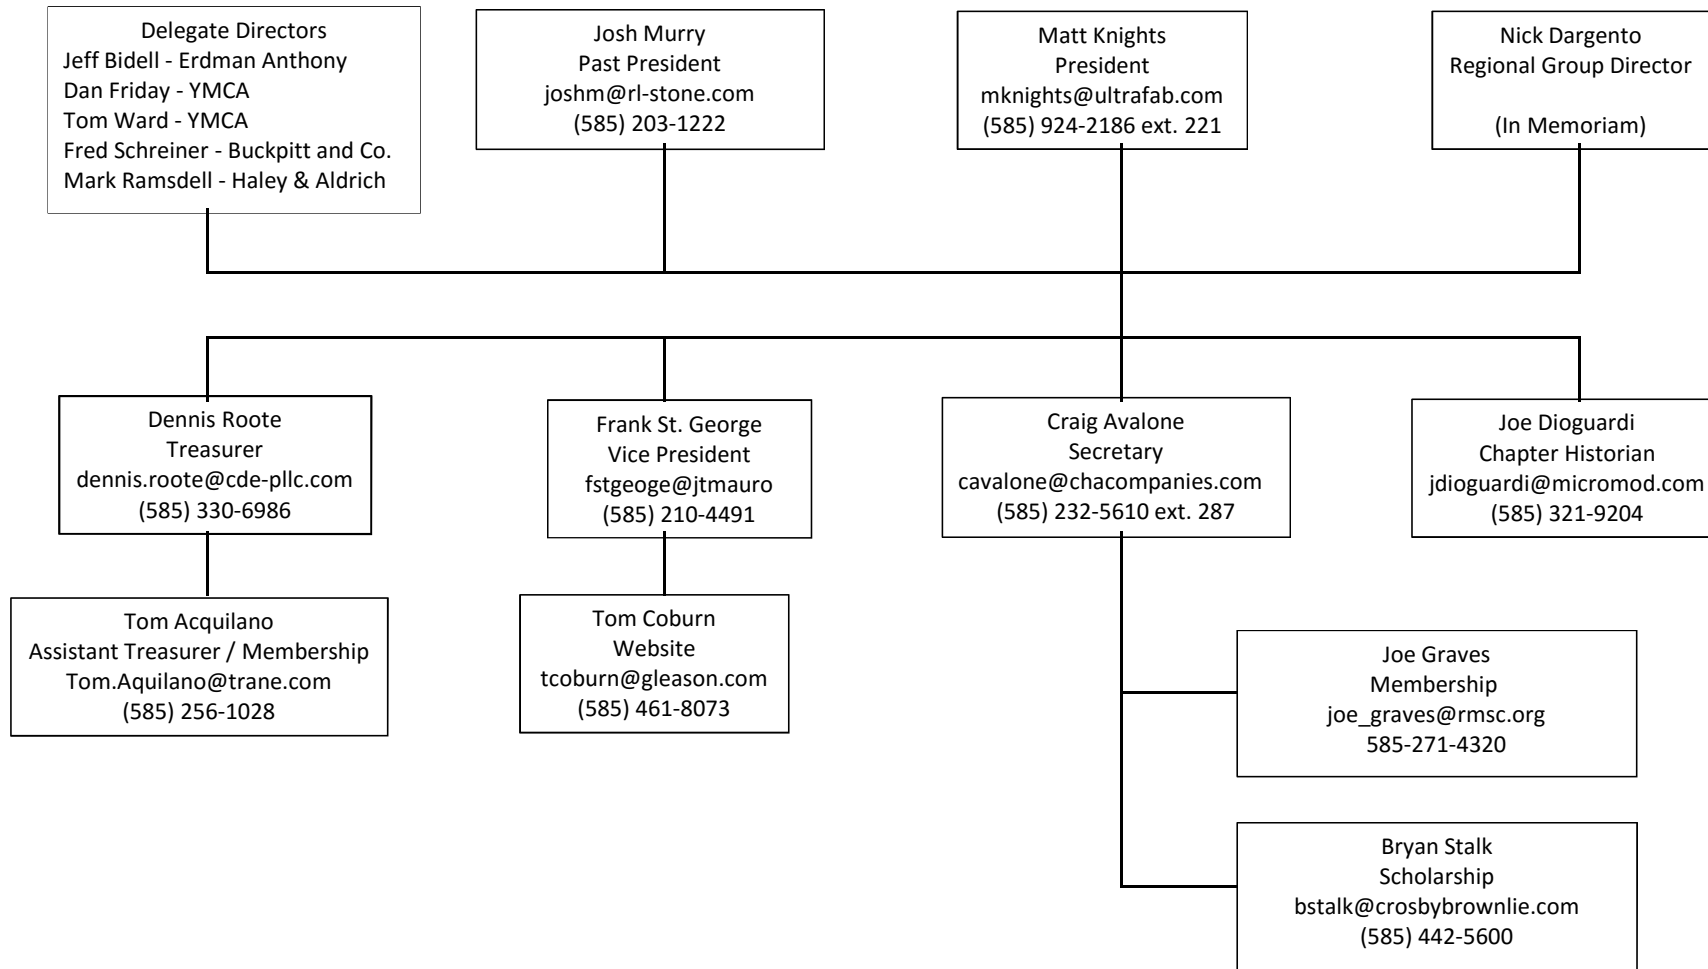 Delegate Directors
Jeff Bidell - Erdman Anthony
Dan Friday - YMCA
Tom Ward - YMCA
Fred Schreiner - Buckpitt and Co.
Mark Ramsdell - Haley & Aldrich
Josh Murry
Past President
joshm@rl-stone.com
(585) 203-1222
Matt Knights
President
mknights@ultrafab.com
(585) 924-2186 ext. 221
Nick Dargento
Regional Group Director
(In Memoriam)
Dennis Roote
Treasurer
dennis.roote@cde-pllc.com
(585) 330-6986
Frank St. George
Vice President
fstgeoge@jtmauro
(585) 210-4491
Craig Avalone
Secretary
cavalone@chacompanies.com
(585) 232-5610 ext. 287
Joe Dioguardi
Chapter Historian
jdioguardi@micromod.com
(585) 321-9204
Tom Acquilano
Assistant Treasurer / Membership
Tom.Aquilano@trane.com
(585) 256-1028
Tom Coburn
Website
tcoburn@gleason.com
(585) 461-8073
Joe Graves
Membership
joe_graves@rmsc.org
585-271-4320
Bryan Stalk
Scholarship
bstalk@crosbybrownlie.com
(585) 442-5600